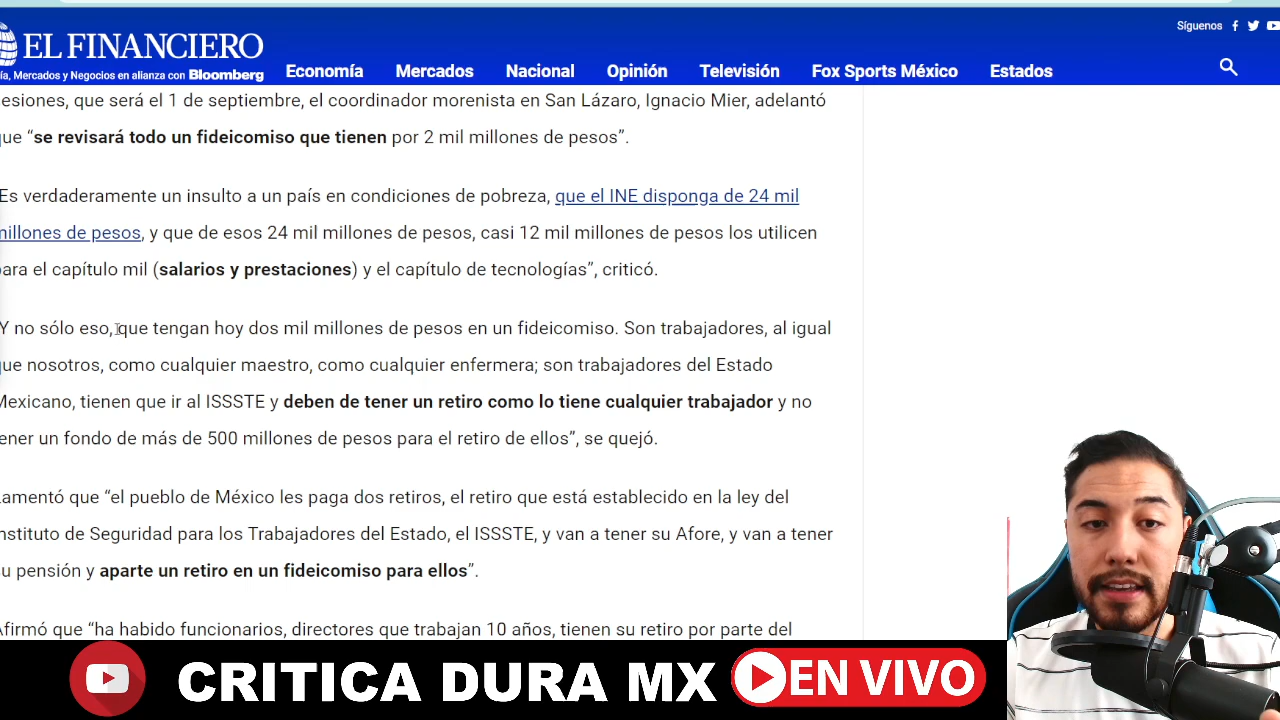 Síguenos
EL FINANCIERO
ía, Mercados y Negocios en alianza con Bloomberg
Economía Mercados Nacional Opinión Televisión Fox Sports México Estados
esiones, que será el 1 de septiembre, el coordinador morenista en San Lázaro, Ignacio Mier, adelantó
que “se revisará todo un fideicomiso que tienen por 2 mil millones de pesos”.
Es verdaderamente un insulto a un país en condiciones de pobreza, que el INE disponga de 24 mil
millones de pesos, y que de esos 24 mil millones de pesos, casi 12 mil millones de pesos los utilicen
para el capítulo mil (salarios y prestaciones) y el capítulo de tecnologías”, criticó.
Y no sólo eso, que tengan hoy dos mil millones de pesos en un fideicomiso. Son trabajadores, al igual
que nosotros, como cualquier maestro, como cualquier enfermera; son trabajadores del Estado
Mexicano, tienen que ir al ISSSTE y deben de tener un retiro como lo tiene cualquier trabajador y no
ener un fondo de más de 500 millones de pesos para el retiro de ellos”, se quejó.
Lamentó que “el pueblo de México les paga dos retiros, el retiro que está establecido en la ley del
nstituto de Seguridad para los Trabajadores del Estado, el ISSSTE, y van a tener su Afore, y van a tener
su pensión y aparte un retiro en un fideicomiso para ellos”.
Afirmó que “ha habido funcionarios, directores que trabajan 10 años, tienen su retiro por parte del
CRITICA DURA MX EN VIVO